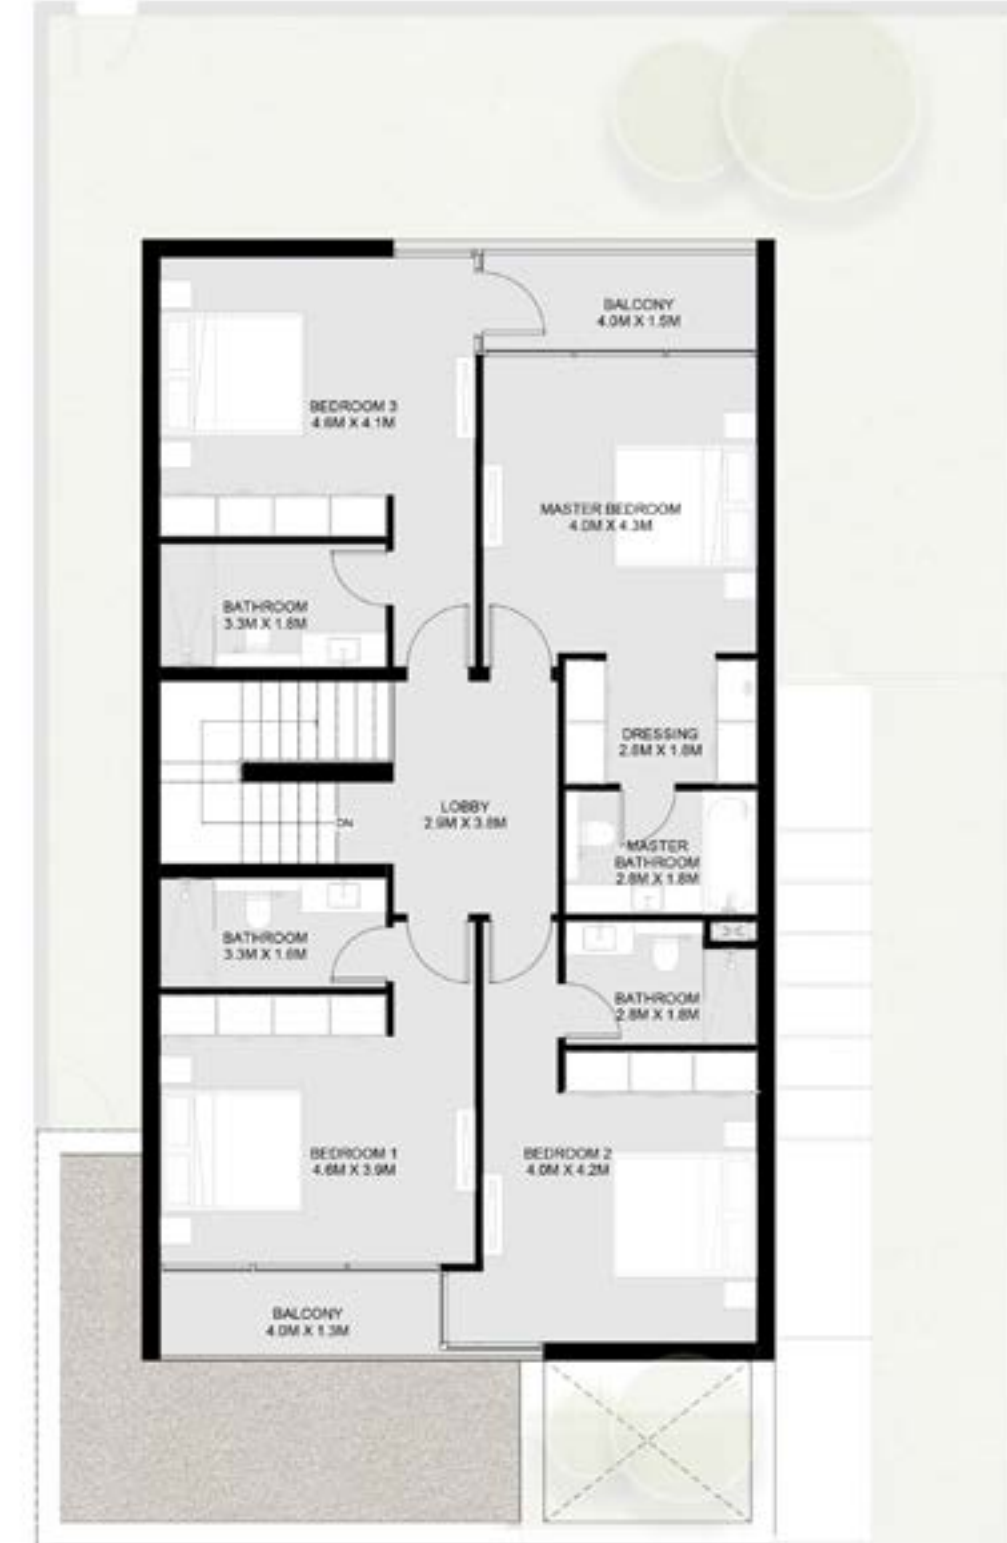 BALCONY
4.0M X 1.5M
BEDROOM 3
4.6M X 4.1M
MASTER BEDROOM
4.0M X 4.3M
BATHROOM
3.3M X 1.8M
DRESSING
2.8M X 1.8M
LOBBY
2.9M X 3.8M
DN
MASTER
BATHROOM
2.8M X 1.8M
BATHROOM
3.3M X 1.6M
BATHROOM
2.8M X 1.8M
BEDROOM 1
4.6M X 3.9M
BEDROOM 2
4.0M X 4.2M
BALCONY
4.0M X 1.3M